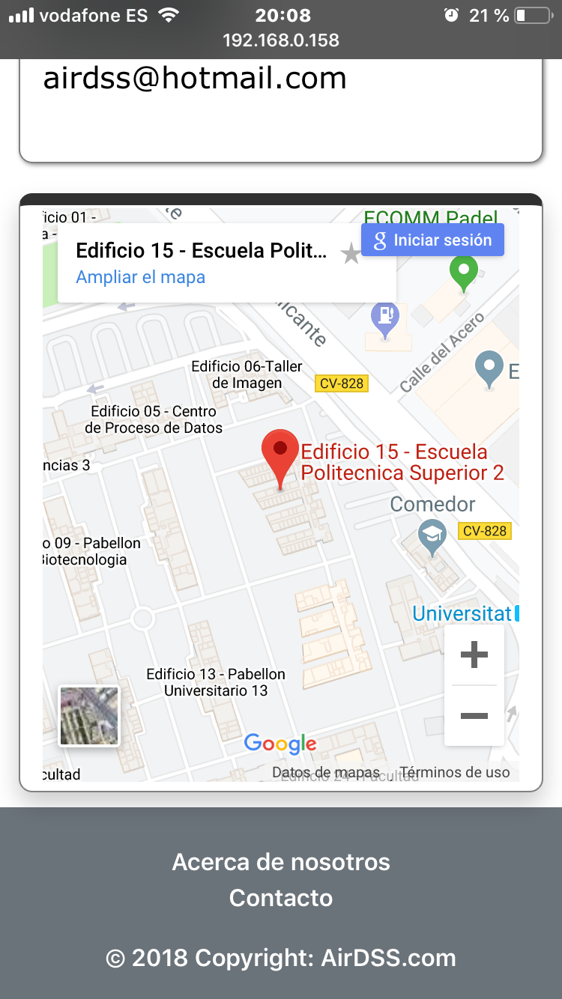 vodafone ES 20:08 21 %
192.168.0.158
airdss@hotmail.com
ficio 01 -
a -
ECOMM Padel
Edificio 15 - Escuela Polit...
Ampliar el mapa
g Iniciar sesión
licante
Calle del Acero
Edificio 06-Taller
de Imagen
CV-828
E
Edificio 05 - Centro
de Proceso de Datos
ncias 3
Edificio 15 - Escuela
Politecnica Superior 2
Comedor
CV-828
o 09 - Pabellon
Biotecnologia
Universitat
Edificio 13 - Pabellon
Universitario 13
Google
cultad
Datos de mapas Términos de uso
Edificio 24 - Facultad
Acerca de nosotros
Contacto
© 2018 Copyright: AirDSS.com